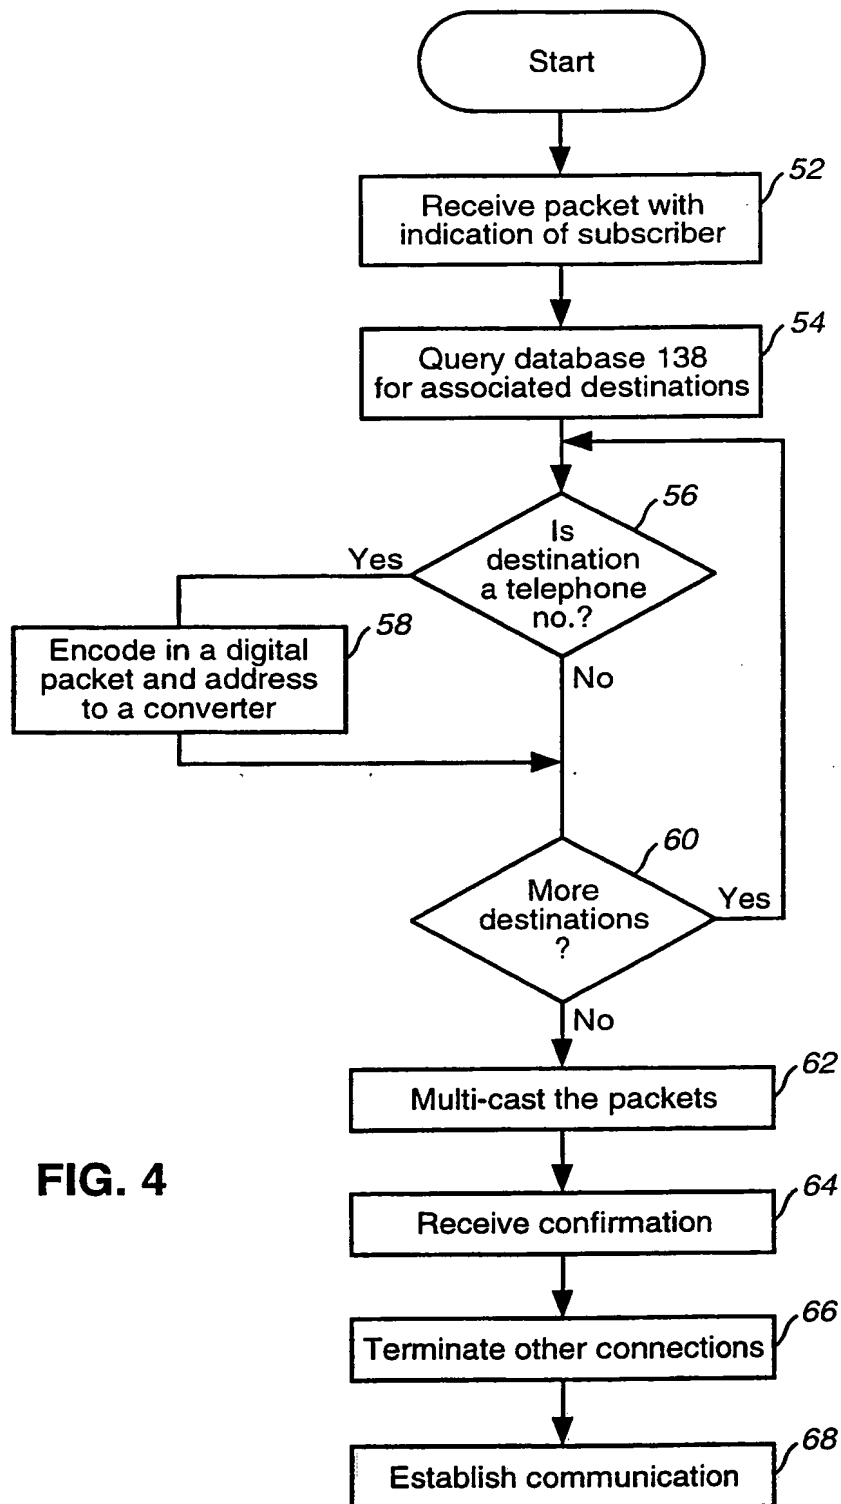 Start
52
Receive packet with
indication of subscriber
54
Query database 138
for associated destinations
56
Is
destination
a telephone
no.?
Yes
58
Encode in a digital
packet and address
to a converter
No
60
More
destinations
?
Yes
No
62
Multi-cast the packets
FIG. 4
64
Receive confirmation
66
Terminate other connections
68
Establish communication